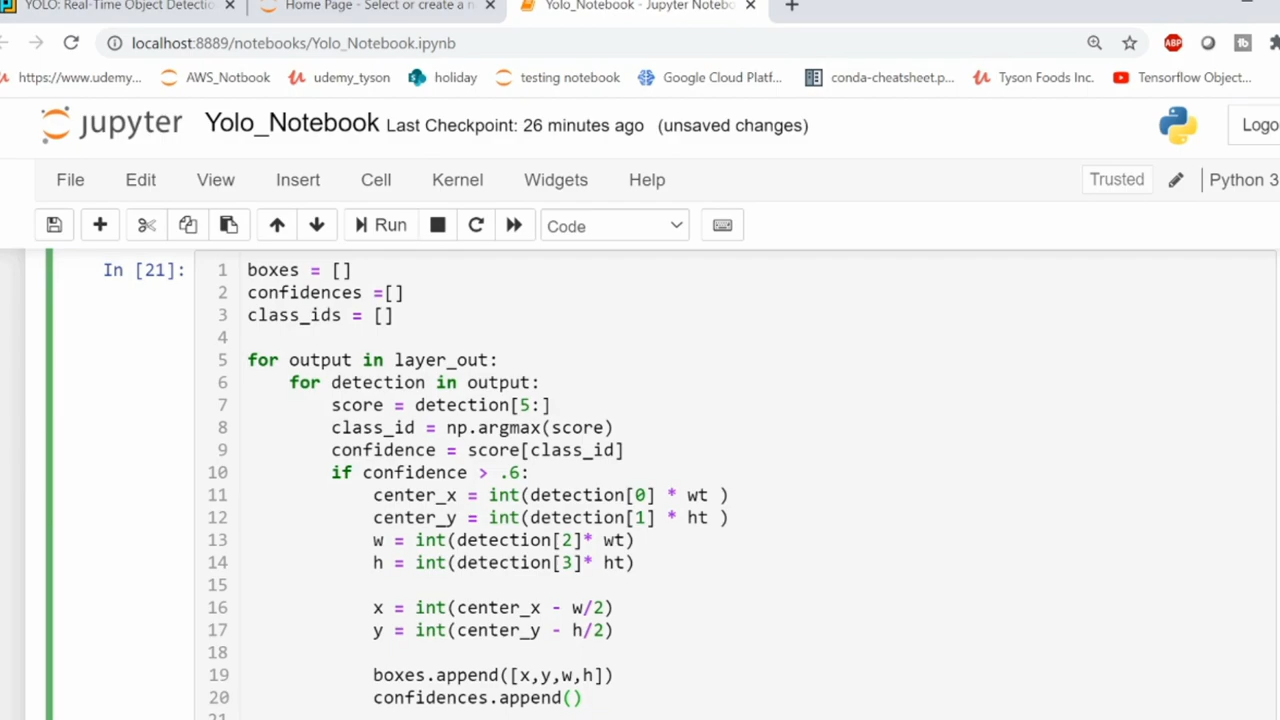 YOLO: Real-Time Object Detectio
Home Page - Select or create a n
Yolo_Notebook - Jupyter Notebo
localhost:8889/notebooks/Yolo_Notebook.ipynb
ABP
https://www.udemy...
AWS_Notbook
udemy_tyson
holiday
testing notebook
Google Cloud Platf...
conda-cheatsheet.p...
Tyson Foods Inc.
Tensorflow Object...
jupyter
Yolo_Notebook Last Checkpoint: 26 minutes ago (unsaved changes)
Logo
File Edit View Insert Cell Kernel Widgets Help
Trusted
Python 3
Run
Code
In [21]:
1 boxes = []
2 confidences =[]
3 class_ids = []
4
5 for output in layer_out:
6 for detection in output:
7 score = detection[5:]
8 class_id = np.argmax(score)
9 confidence = score[class_id]
10 if confidence > .6:
11 center_x = int(detection[0] * wt )
12 center_y = int(detection[1] * ht )
13 w = int(detection[2]* wt)
14 h = int(detection[3]* ht)
15
16 x = int(center_x - w/2)
17 y = int(center_y - h/2)
18
19 boxes.append([x,y,w,h])
20 confidences.append()
21